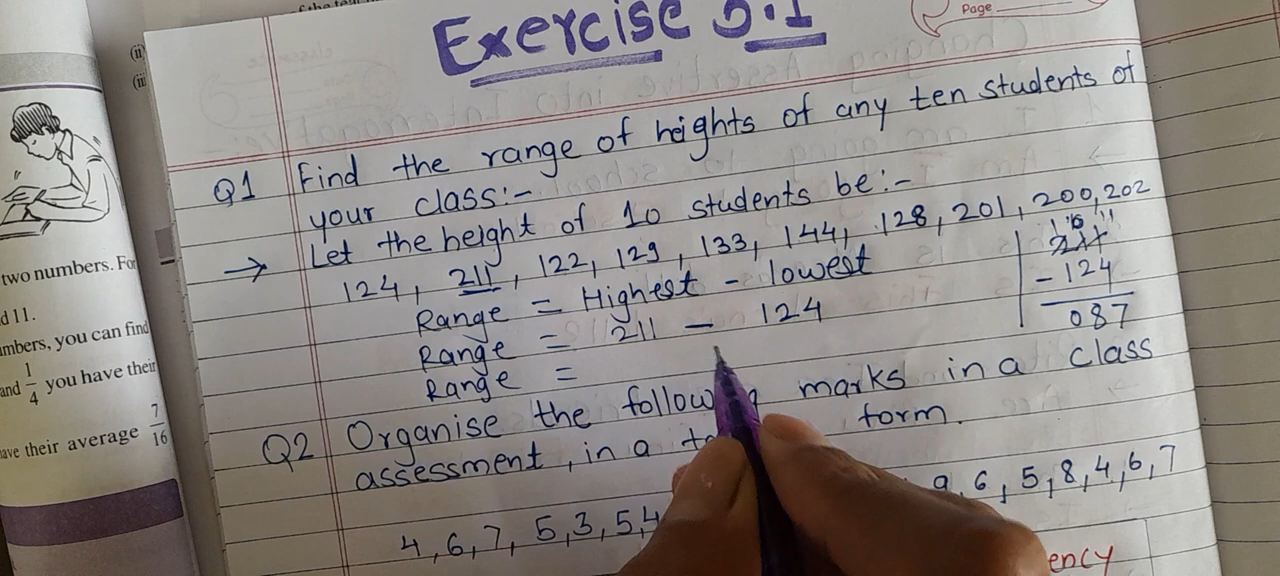 (ii)
two numbers. For
d 11.
mbers, you can find
and 1/4 you have their
ave their average 7/16
Page
Exercise 3.1
Q1 Find the range of heights of any ten students of
your class:-
→ Let the height of 10 students be:-
124, 211, 122, 129, 133, 144, 128, 201, 200, 202
Range = Highest - lowest
Range = 211 - 124
Range =
211
- 124
087
Q2 Organise the following marks in a class
assessment, in a form.
4, 6, 7, 5, 3, 5, 4
9, 6, 5, 8, 4, 6, 7
ency